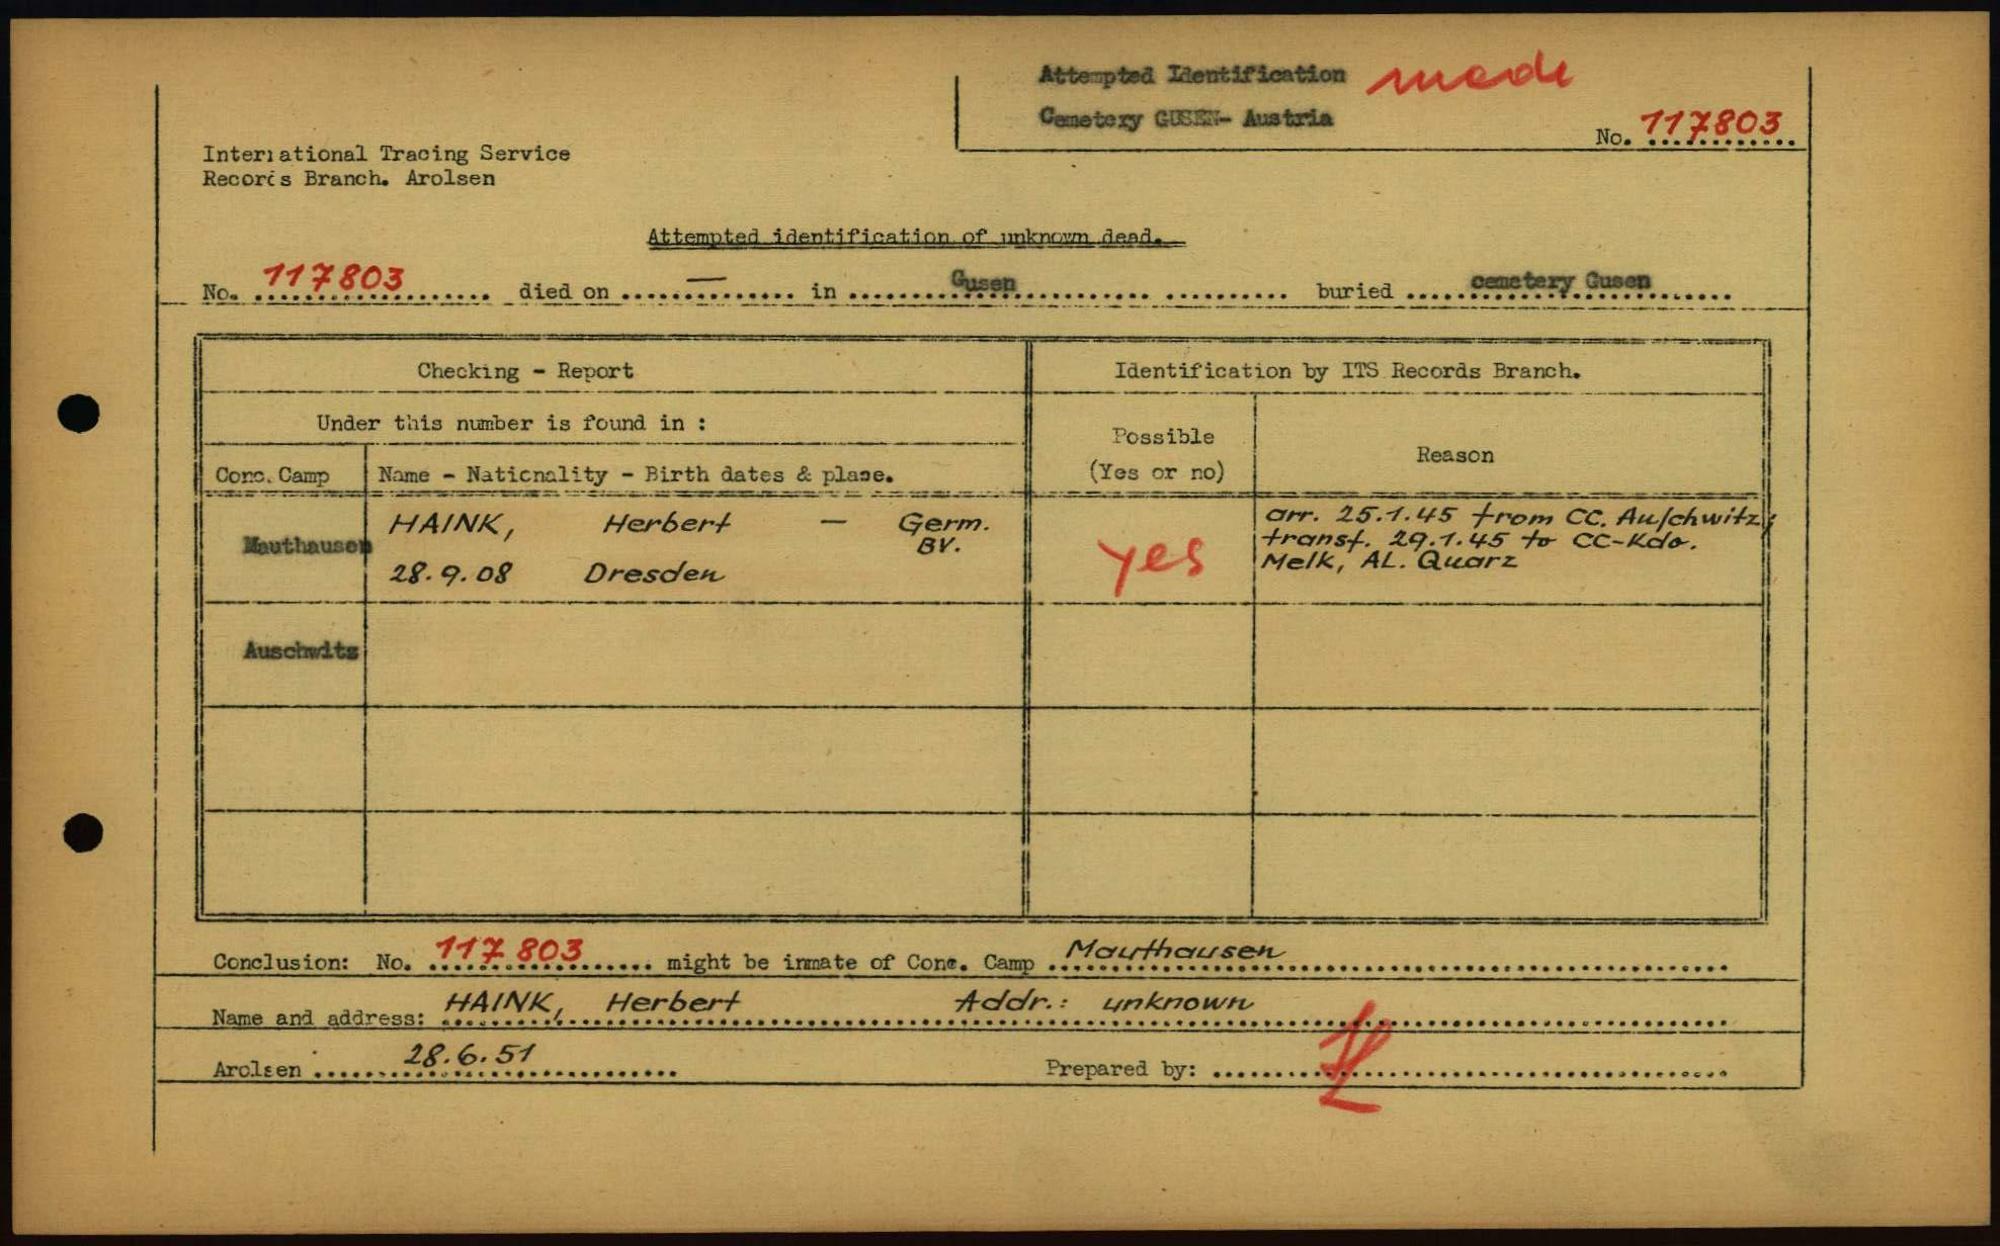 Attempted Identification made
Cemetery GUSEN- Austria
No. 117803
International Tracing Service
Records Branch. Arolsen
Attempted identification of unknown dead.
No. 117803 died on — in Gusen buried cemetery Gusen
Checking - Report
Identification by ITS Records Branch.
Under this number is found in :
Possible
(Yes or no)
Reason
Conc. Camp
Name - Nationality - Birth dates & place.
Mauthausen
HAINK, Herbert — Germ.
BV.
28.9.08 Dresden
yes
arr. 25.1.45 from CC. Auschwitz;
transf. 29.1.45 to CC-Kdo.
Melk, AL. Quarz
Auschwitz
Conclusion: No. 117803 might be inmate of Conc. Camp Mauthausen
Name and address: HAINK, Herbert Addr.: unknown
Arolsen 28.6.51 Prepared by: